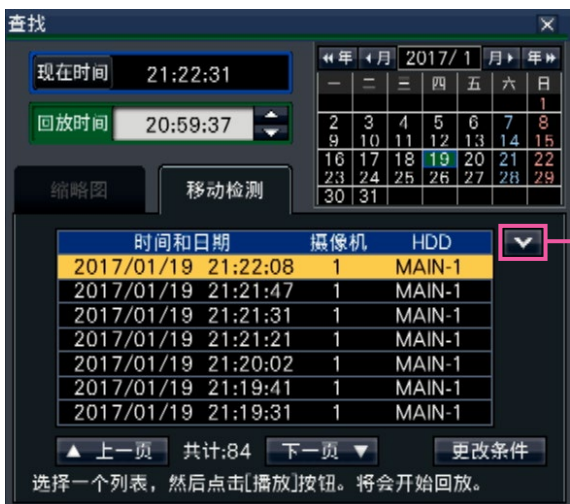 查找
现在时间 21:22:31
回放时间 20:59:37
年 月 2017/ 1 月 年
一 二 三 四 五 六 日
1
2 3 4 5 6 7 8
9 10 11 12 13 14 15
16 17 18 19 20 21 22
23 24 25 26 27 28 29
30 31
缩略图 移动检测
时间和日期 摄像机 HDD
2017/01/19 21:22:08 1 MAIN-1
2017/01/19 21:21:47 1 MAIN-1
2017/01/19 21:21:31 1 MAIN-1
2017/01/19 21:21:21 1 MAIN-1
2017/01/19 21:20:02 1 MAIN-1
2017/01/19 21:19:41 1 MAIN-1
2017/01/19 21:19:31 1 MAIN-1
▲ 上一页 共计:84 下一页 ▼ 更改条件
选择一个列表，然后点击[播放]按钮。将会开始回放。